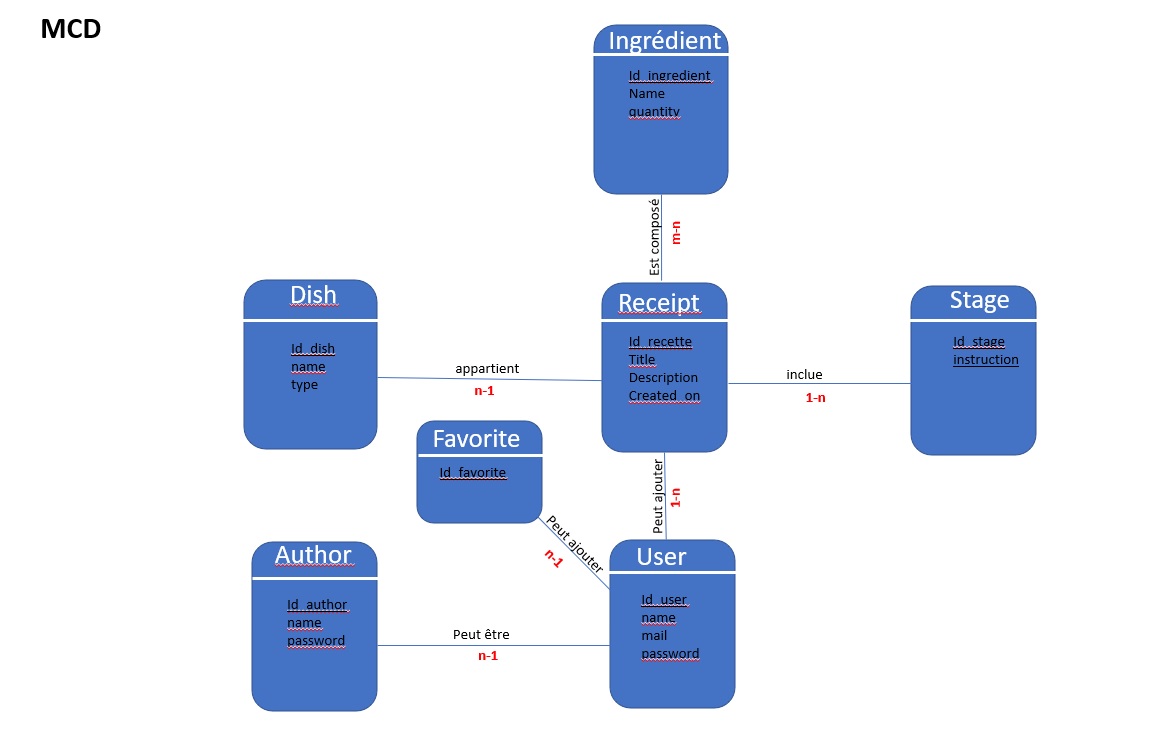 MCD
Ingrédient
Id_ingredient
Name
quantity
Est composé
m-n
Dish
Id_dish
name
type
appartient
n-1
Receipt
Id_recette
Title
Description
Created_on
inclue
1-n
Stage
Id_stage
instruction
Favorite
Id_favorite
Peut ajouter
n-1
Peut ajouter
1-n
Author
Id_author
name
password
Peut être
n-1
User
Id_user
name
mail
password